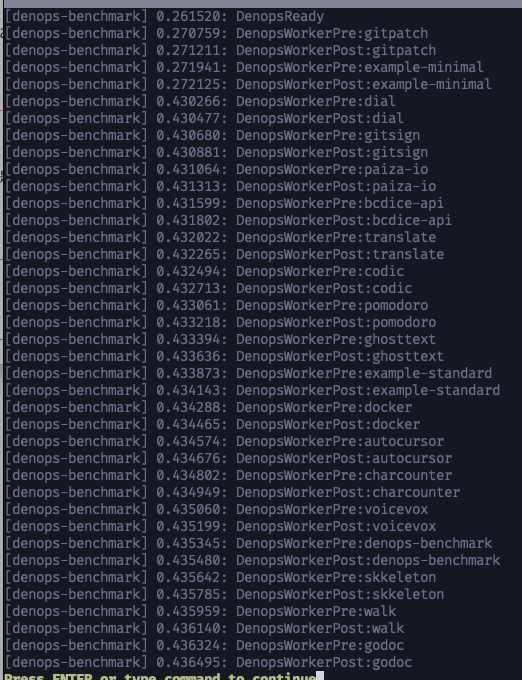 [denops-benchmark] 0.261520: DenopsReady
[denops-benchmark] 0.270759: DenopsWorkerPre:gitpatch
[denops-benchmark] 0.271211: DenopsWorkerPost:gitpatch
[denops-benchmark] 0.271941: DenopsWorkerPre:example-minimal
[denops-benchmark] 0.272125: DenopsWorkerPost:example-minimal
[denops-benchmark] 0.430266: DenopsWorkerPre:dial
[denops-benchmark] 0.430477: DenopsWorkerPost:dial
[denops-benchmark] 0.430680: DenopsWorkerPre:gitsign
[denops-benchmark] 0.430881: DenopsWorkerPost:gitsign
[denops-benchmark] 0.431064: DenopsWorkerPre:paiza-io
[denops-benchmark] 0.431313: DenopsWorkerPost:paiza-io
[denops-benchmark] 0.431599: DenopsWorkerPre:bcdice-api
[denops-benchmark] 0.431802: DenopsWorkerPost:bcdice-api
[denops-benchmark] 0.432022: DenopsWorkerPre:translate
[denops-benchmark] 0.432265: DenopsWorkerPost:translate
[denops-benchmark] 0.432494: DenopsWorkerPre:codic
[denops-benchmark] 0.432713: DenopsWorkerPost:codic
[denops-benchmark] 0.433061: DenopsWorkerPre:pomodoro
[denops-benchmark] 0.433218: DenopsWorkerPost:pomodoro
[denops-benchmark] 0.433394: DenopsWorkerPre:ghosttext
[denops-benchmark] 0.433636: DenopsWorkerPost:ghosttext
[denops-benchmark] 0.433873: DenopsWorkerPre:example-standard
[denops-benchmark] 0.434143: DenopsWorkerPost:example-standard
[denops-benchmark] 0.434288: DenopsWorkerPre:docker
[denops-benchmark] 0.434465: DenopsWorkerPost:docker
[denops-benchmark] 0.434574: DenopsWorkerPre:autocursor
[denops-benchmark] 0.434676: DenopsWorkerPost:autocursor
[denops-benchmark] 0.434802: DenopsWorkerPre:charcounter
[denops-benchmark] 0.434949: DenopsWorkerPost:charcounter
[denops-benchmark] 0.435060: DenopsWorkerPre:voicevox
[denops-benchmark] 0.435199: DenopsWorkerPost:voicevox
[denops-benchmark] 0.435345: DenopsWorkerPre:denops-benchmark
[denops-benchmark] 0.435480: DenopsWorkerPost:denops-benchmark
[denops-benchmark] 0.435642: DenopsWorkerPre:skkeleton
[denops-benchmark] 0.435785: DenopsWorkerPost:skkeleton
[denops-benchmark] 0.435959: DenopsWorkerPre:walk
[denops-benchmark] 0.436140: DenopsWorkerPost:walk
[denops-benchmark] 0.436324: DenopsWorkerPre:godoc
[denops-benchmark] 0.436495: DenopsWorkerPost:godoc
Press ENTER or type command to continue